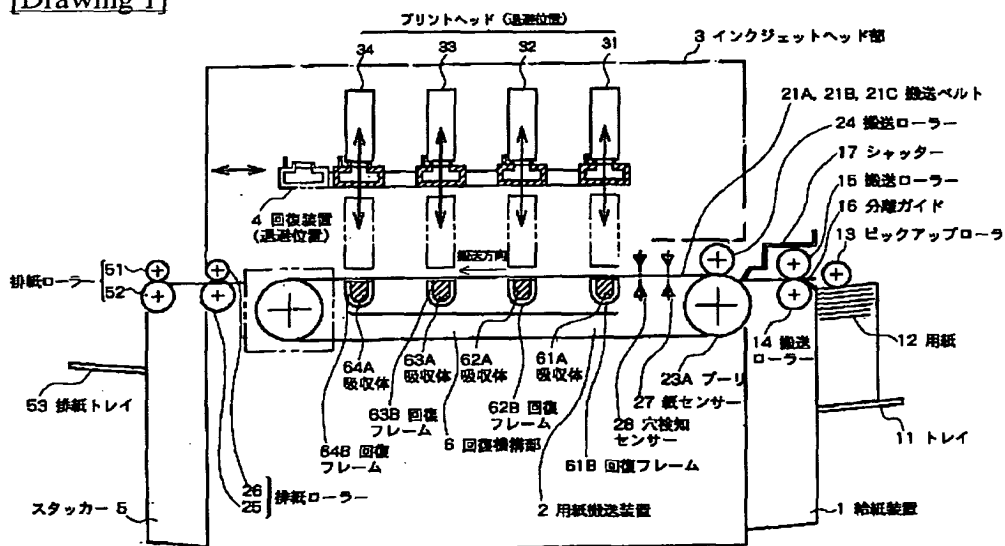 [Drawing 1]
プリントヘッド (退避位置)
34
33
32
31
3 インクジェットヘッド部
21A, 21B, 21C 搬送ベルト
24 搬送ローラー
17 シャッター
15 搬送ローラー
16 分離ガイド
13 ピックアップローラ
4 回復装置
(退避位置)
搬送方向
排紙ローラー
51
52
12 用紙
14 搬送
ローラー
23A プーリ
11 トレイ
64A
吸収体
63A
吸収体
62A
吸収体
61A
吸収体
27 紙センサー
28 穴検知
センサー
53 排紙トレイ
63B 回復
フレーム
62B 回復
フレーム
64B 回復
フレーム
6 回復機構部
61B 回復フレーム
26
25
排紙ローラー
スタッカー 5
2 用紙搬送装置
1 給紙装置